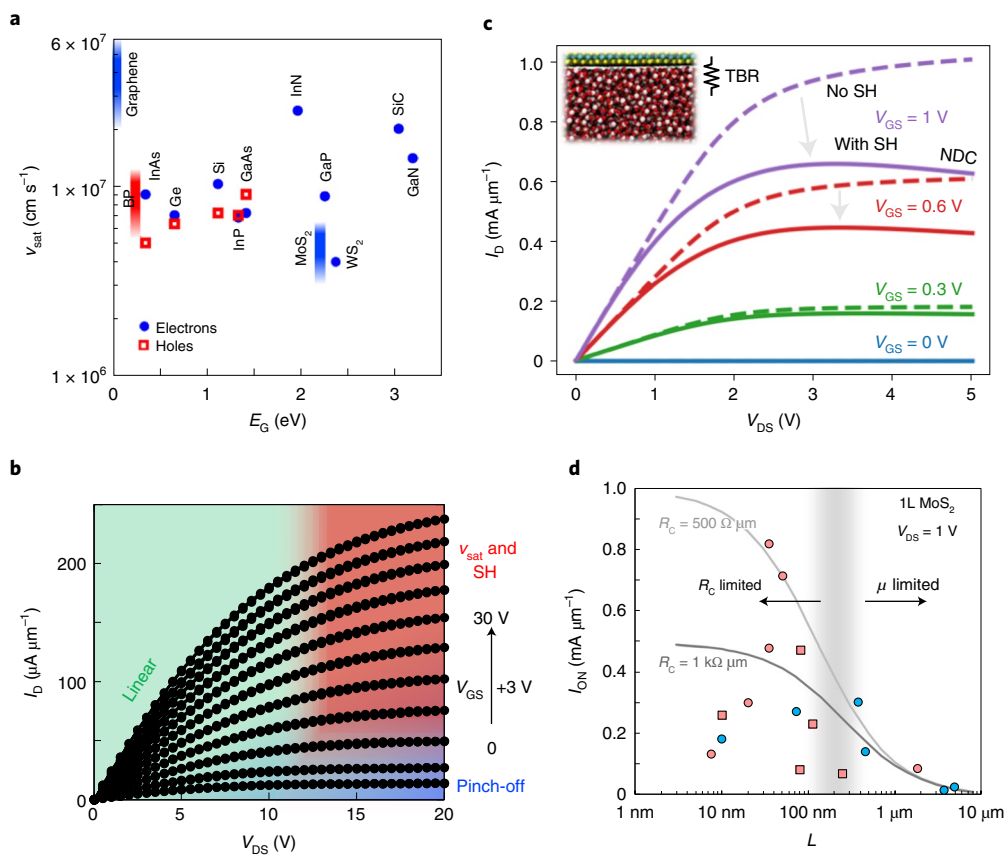 a
6 × 10⁷
1 × 10⁷
1 × 10⁶
v_sat (cm s⁻¹)
Graphene
BP
InAs
Ge
Si
InP
GaAs
InN
MoS₂
GaP
WS₂
SiC
GaN
Electrons
Holes
0 1 2 3 4
E_G (eV)
c
TBR
No SH
V_GS = 1 V
With SH
NDC
V_GS = 0.6 V
V_GS = 0.3 V
V_GS = 0 V
1.0
0.8
0.6
0.4
0.2
0
I_D (mA μm⁻¹)
0 1 2 3 4 5
V_DS (V)
b
200
100
0
I_D (μA μm⁻¹)
Linear
v_sat and
SH
30 V
V_GS +3 V
0
Pinch-off
0 5 10 15 20
V_DS (V)
d
1.0
0.8
0.6
0.4
0.2
0
I_ON (mA μm⁻¹)
1L MoS₂
V_DS = 1 V
R_C = 500 Ω μm
R_C limited
μ limited
R_C = 1 kΩ μm
1 nm 10 nm 100 nm 1 μm 10 μm
L